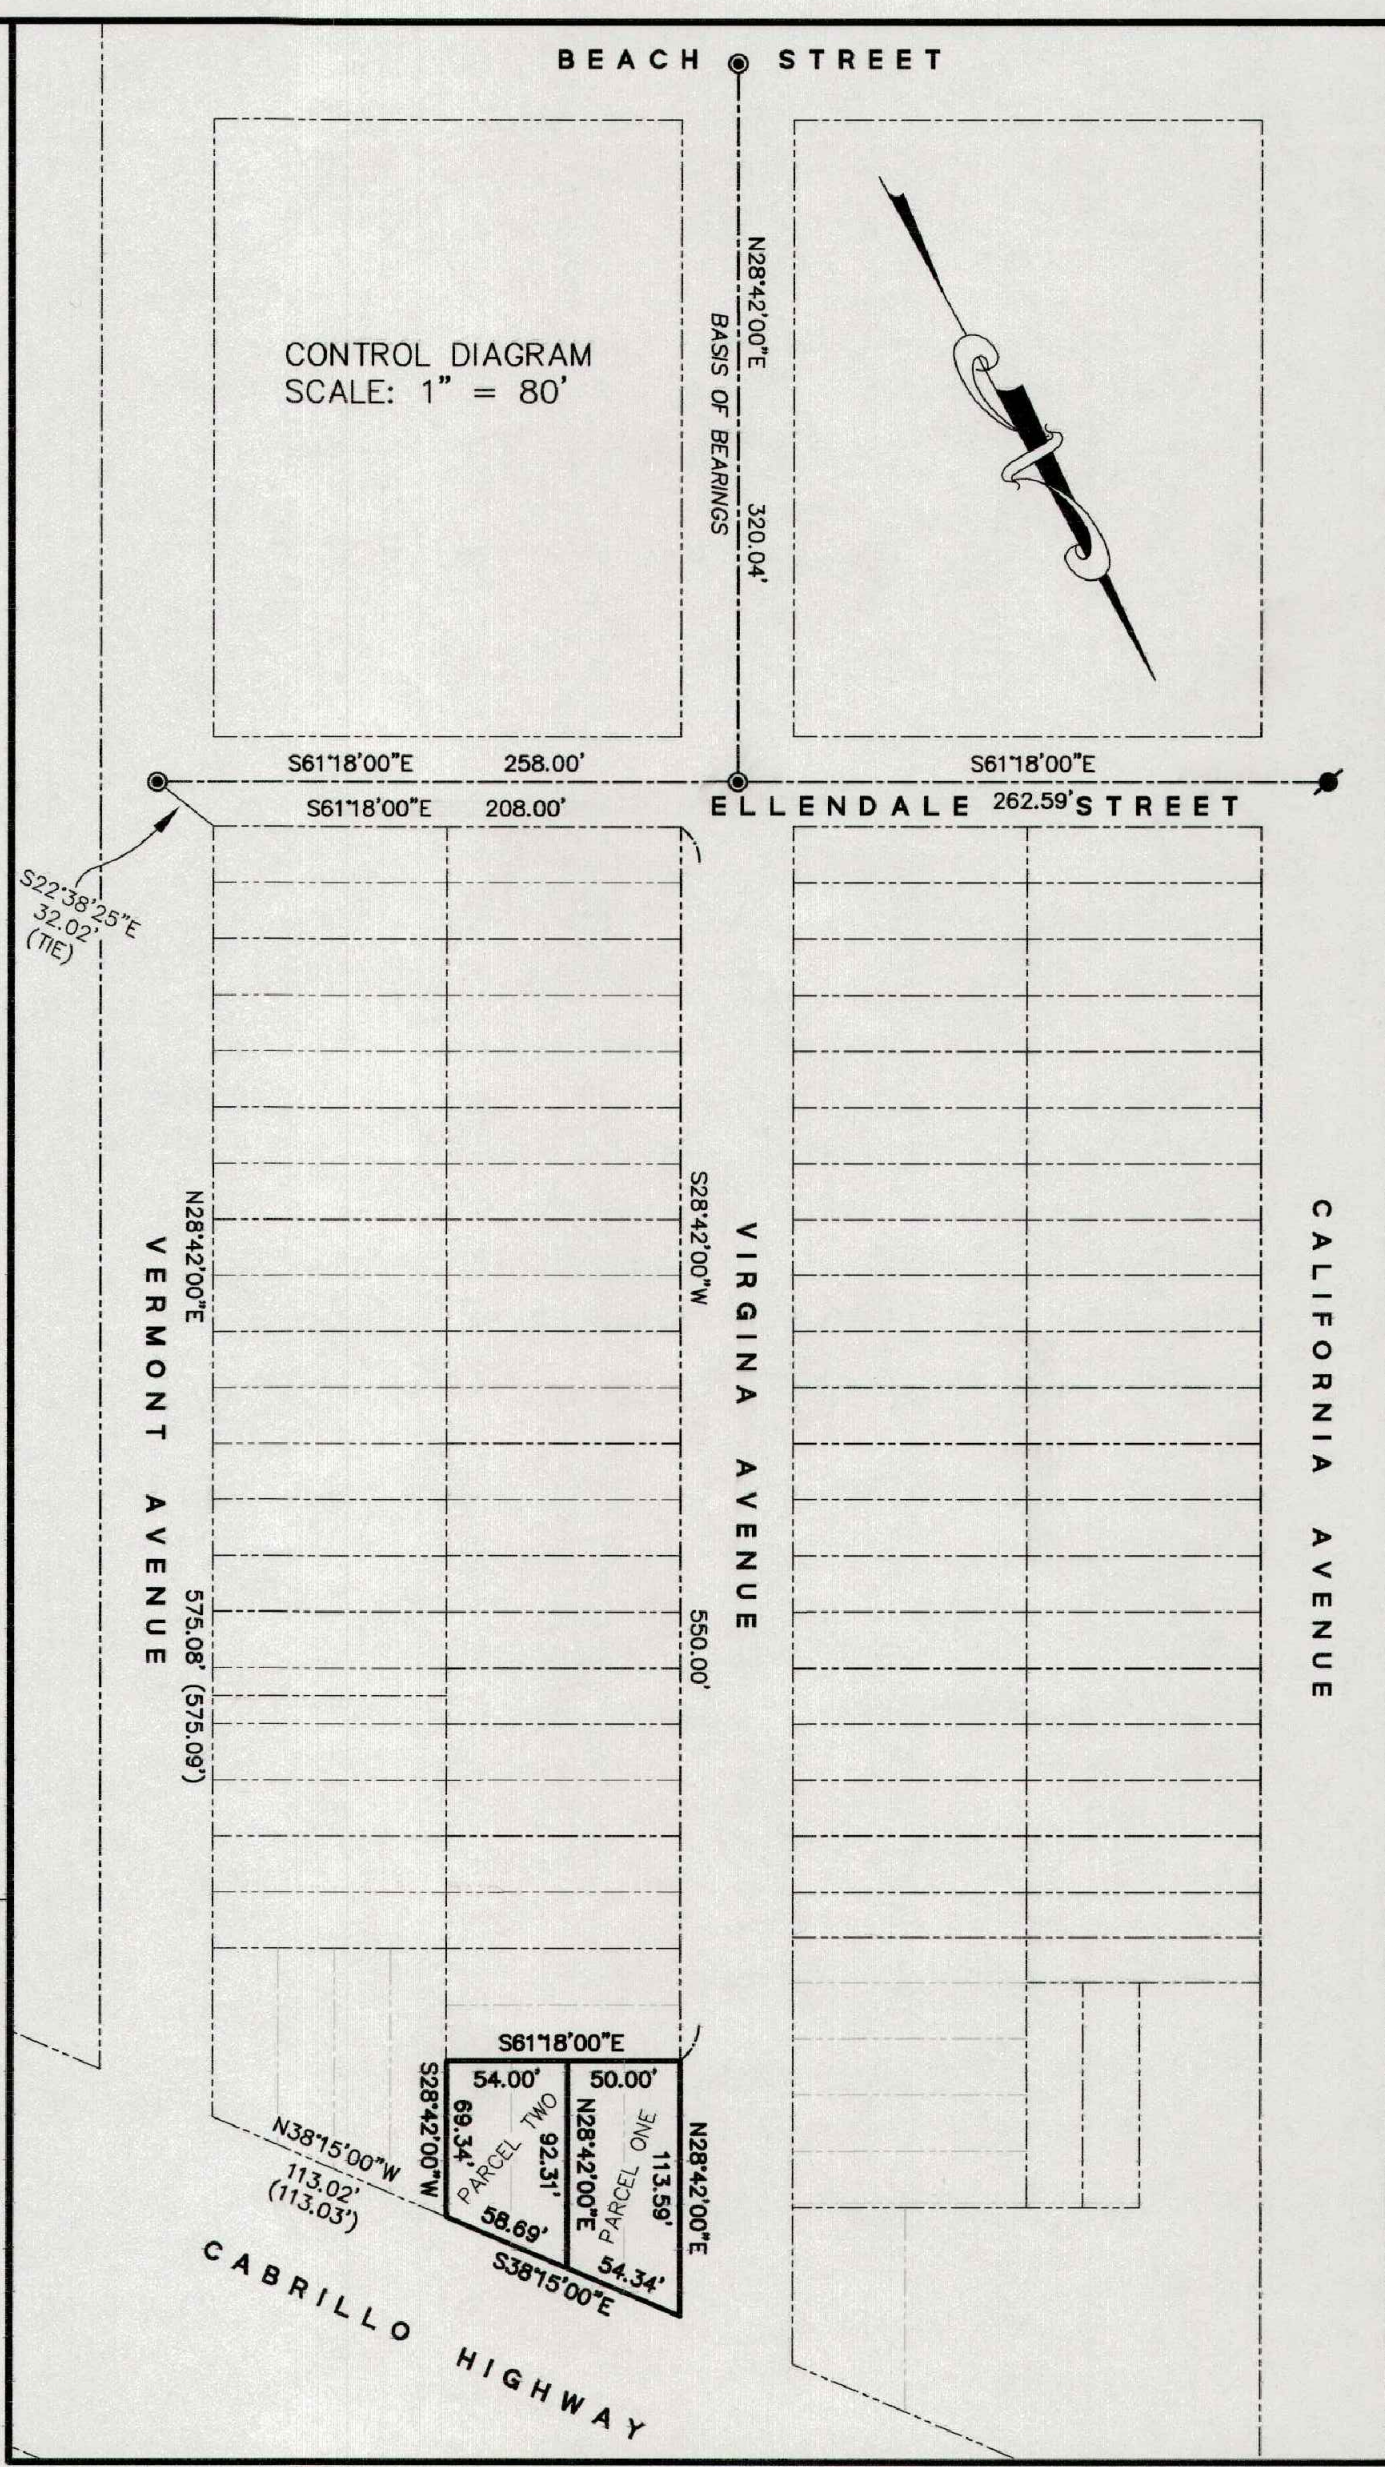 BEACH STREET
N28°42'00"E 320.04'
BASIS OF BEARINGS
CONTROL DIAGRAM
SCALE: 1" = 80'
S61°18'00"E 258.00'
S61°18'00"E
S61°18'00"E 208.00'
ELLENDALE STREET
262.59'
S22°38'25"E
32.02'
(TIE)
N28°42'00"E 575.08' (575.09')
VERMONT AVENUE
S28°42'00"W 550.00'
VIRGINA AVENUE
CALIFORNIA AVENUE
S61°18'00"E
54.00'
50.00'
S28°42'00"W
69.34'
PARCEL TWO
92.31'
N28°42'00"E
PARCEL ONE
113.59'
N28°42'00"E
58.69'
54.34'
S38°15'00"E
N38°15'00"W
113.02'
(113.03')
CABRILLO HIGHWAY